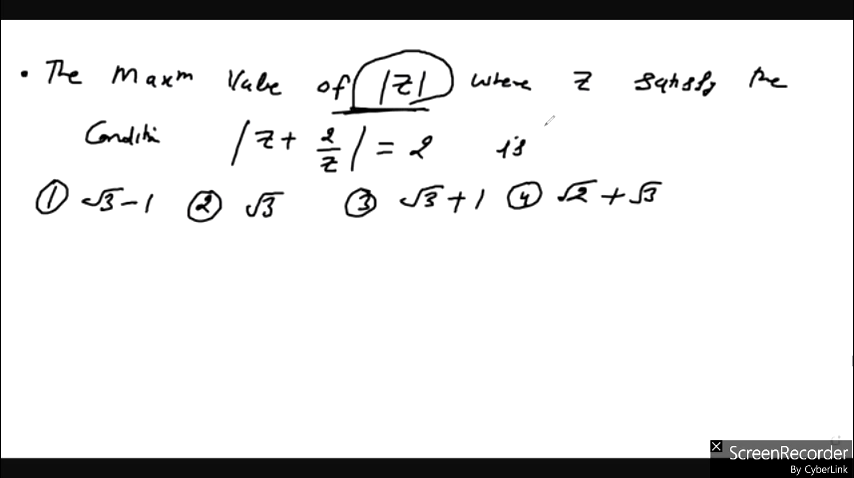 • The Maxm Value of |Z| where Z satisfy the
Conditi |Z + 2/Z| = 2 is
① √3 - 1 ② √3 ③ √3 + 1 ④ √2 + √3
ScreenRecorder
By CyberLink